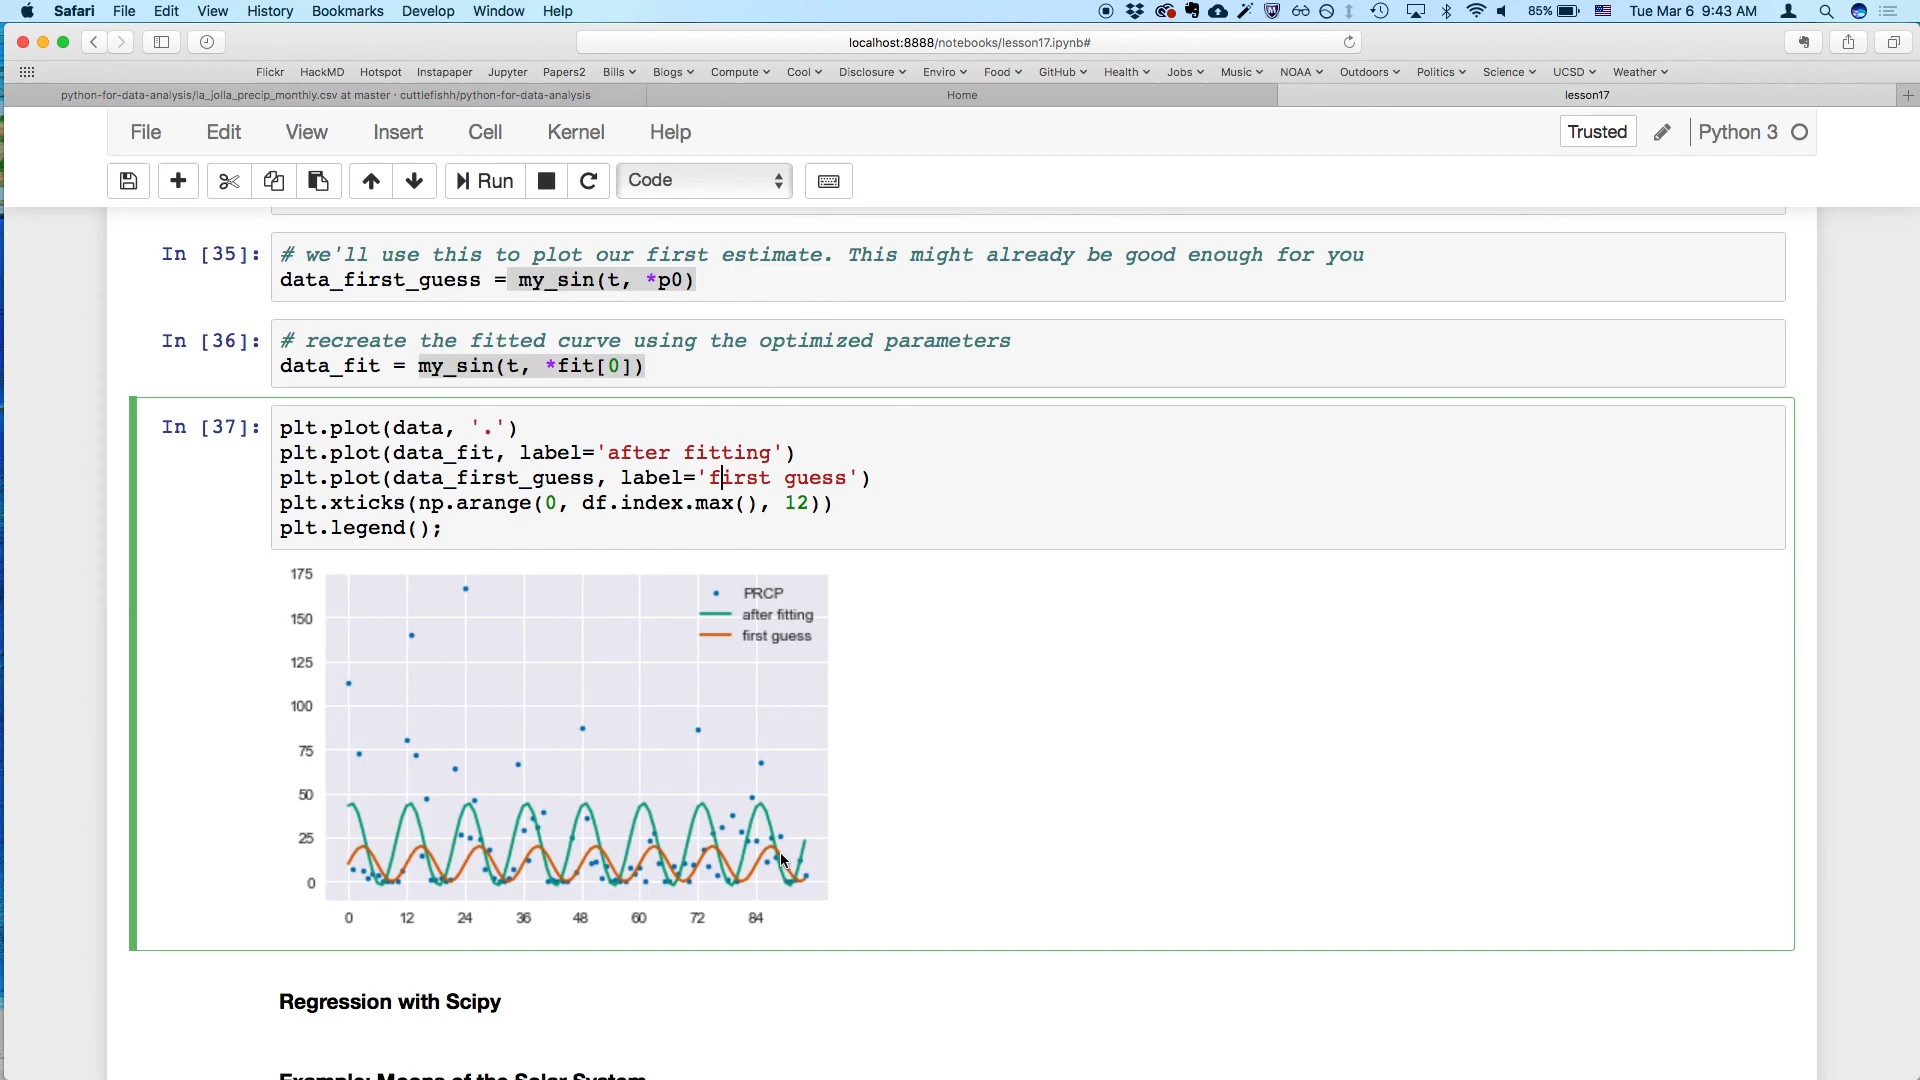 Safari File Edit View History Bookmarks Develop Window Help 85% Tue Mar 6 9:43 AM
localhost:8888/notebooks/lesson17.ipynb#
Flickr HackMD Hotspot Instapaper Jupyter Papers2 Bills Blogs Compute Cool Disclosure Enviro Food GitHub Health Jobs Music NOAA Outdoors Politics Science UCSD Weather
python-for-data-analysis/la_jolla_precip_monthly.csv at master · cuttlefishh/python-for-data-analysis Home lesson17
File Edit View Insert Cell Kernel Help Trusted Python 3
Run Code
In [35]: # we'll use this to plot our first estimate. This might already be good enough for you
data_first_guess = my_sin(t, *p0)
In [36]: # recreate the fitted curve using the optimized parameters
data_fit = my_sin(t, *fit[0])
In [37]: plt.plot(data, '.')
plt.plot(data_fit, label='after fitting')
plt.plot(data_first_guess, label='first guess')
plt.xticks(np.arange(0, df.index.max(), 12))
plt.legend();
175
150
125
100
75
50
25
0
PRCP
after fitting
first guess
0 12 24 36 48 60 72 84
Regression with Scipy
Example: Moons of the Solar System